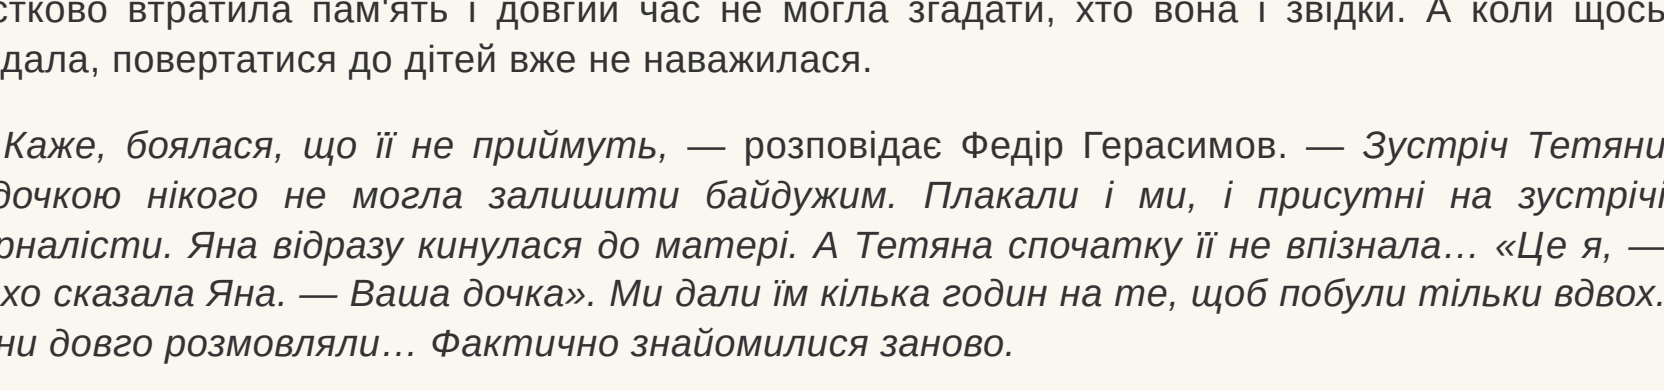 стково втратила пам'ять і довгий час не могла згадати, хто вона і звідки. А коли щось
дала, повертатися до дітей вже не наважилася.
Каже, боялася, що її не приймуть, — розповідає Федір Герасимов. — Зустріч Тетяни
дочкою нікого не могла залишити байдужим. Плакали і ми, і присутні на зустрічі
рналісти. Яна відразу кинулася до матері. А Тетяна спочатку її не впізнала… «Це я, —
хо сказала Яна. — Ваша дочка». Ми дали їм кілька годин на те, щоб побули тільки вдвох.
ни довго розмовляли… Фактично знайомилися заново.